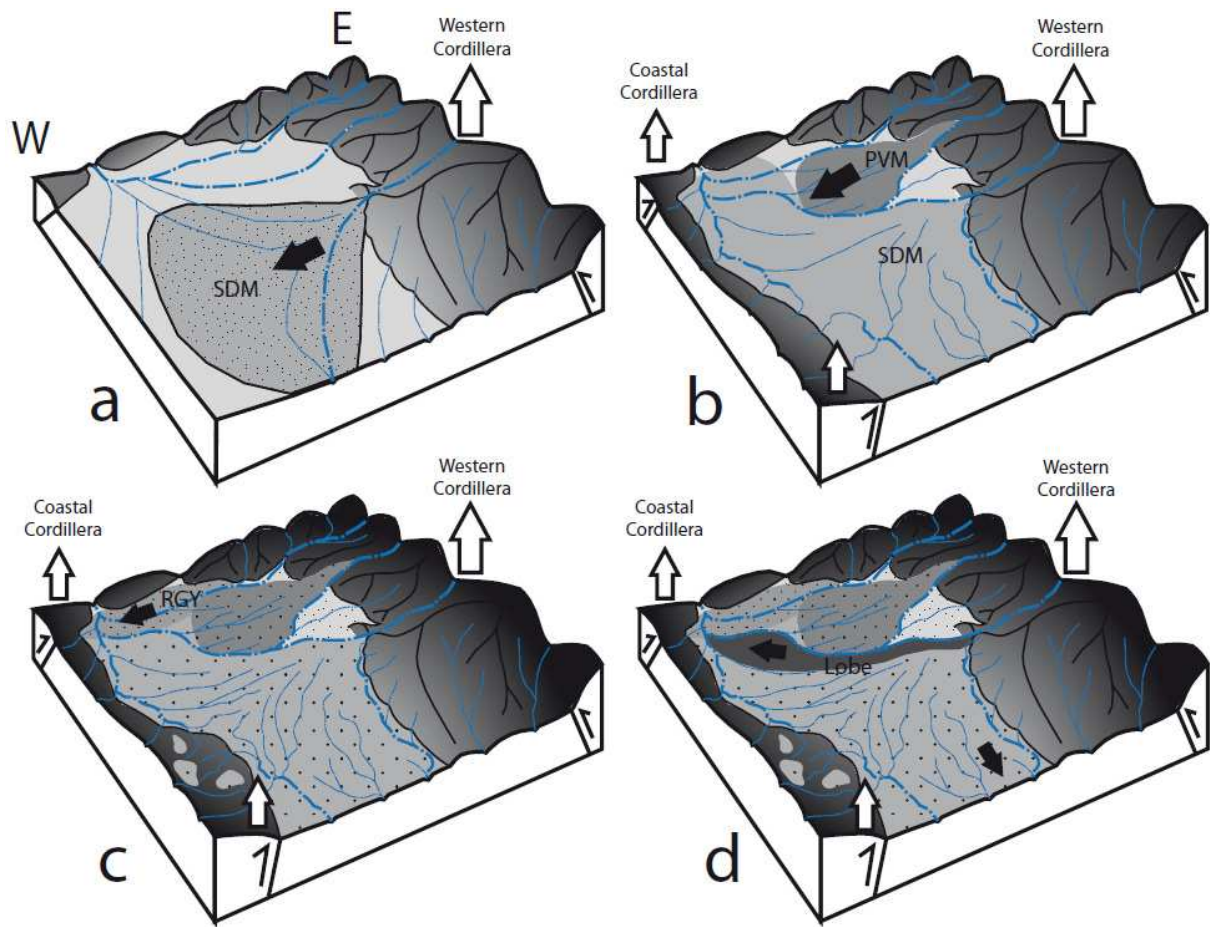 E
Western
Cordillera
W
SDM
a
Western
Cordillera
Coastal
Cordillera
PVM
SDM
b
Western
Cordillera
Coastal
Cordillera
RGY
c
Western
Cordillera
Coastal
Cordillera
Lobe
d